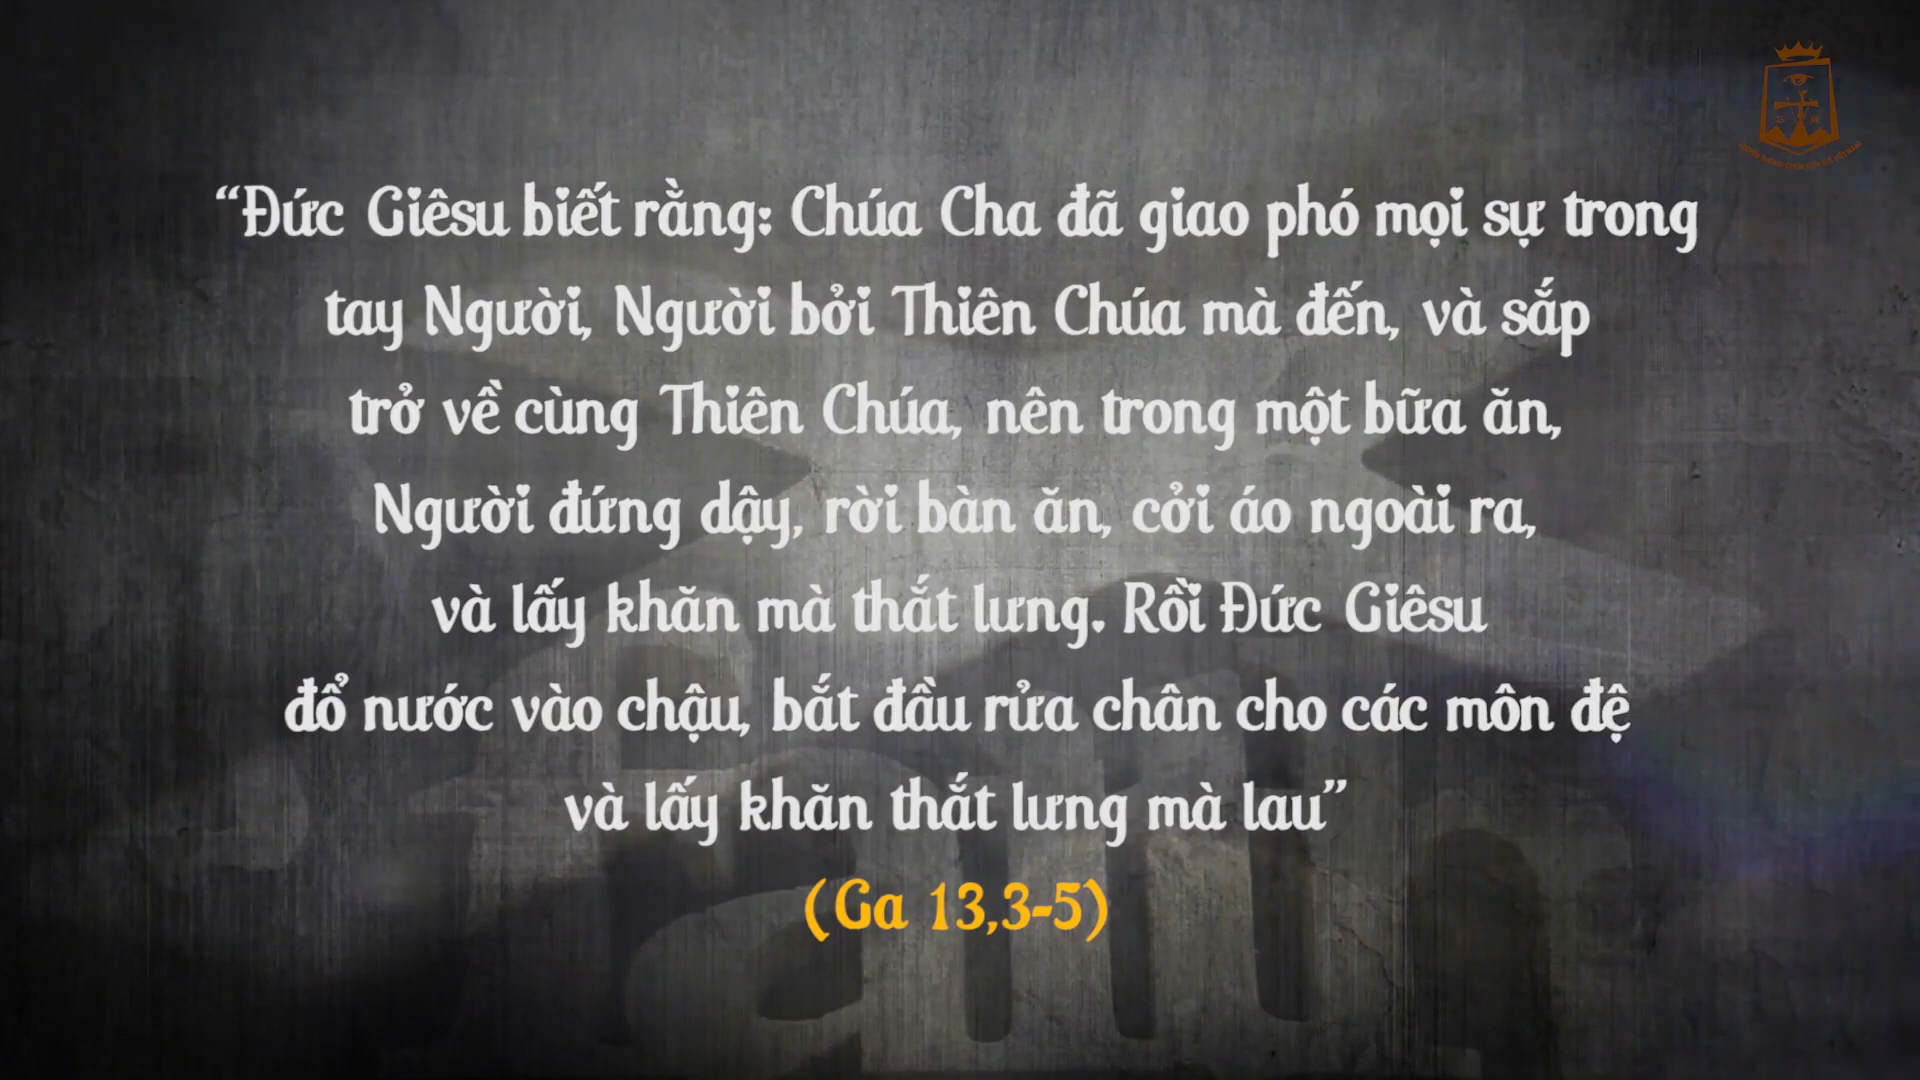 “Đức Giêsu biết rằng: Chúa Cha đã giao phó mọi sự trong
tay Người, Người bởi Thiên Chúa mà đến, và sắp
trở về cùng Thiên Chúa, nên trong một bữa ăn,
Người đứng dậy, rời bàn ăn, cởi áo ngoài ra,
và lấy khăn mà thắt lưng. Rồi Đức Giêsu
đổ nước vào chậu, bắt đầu rửa chân cho các môn đệ
và lấy khăn thắt lưng mà lau”
(Ga 13,3-5)